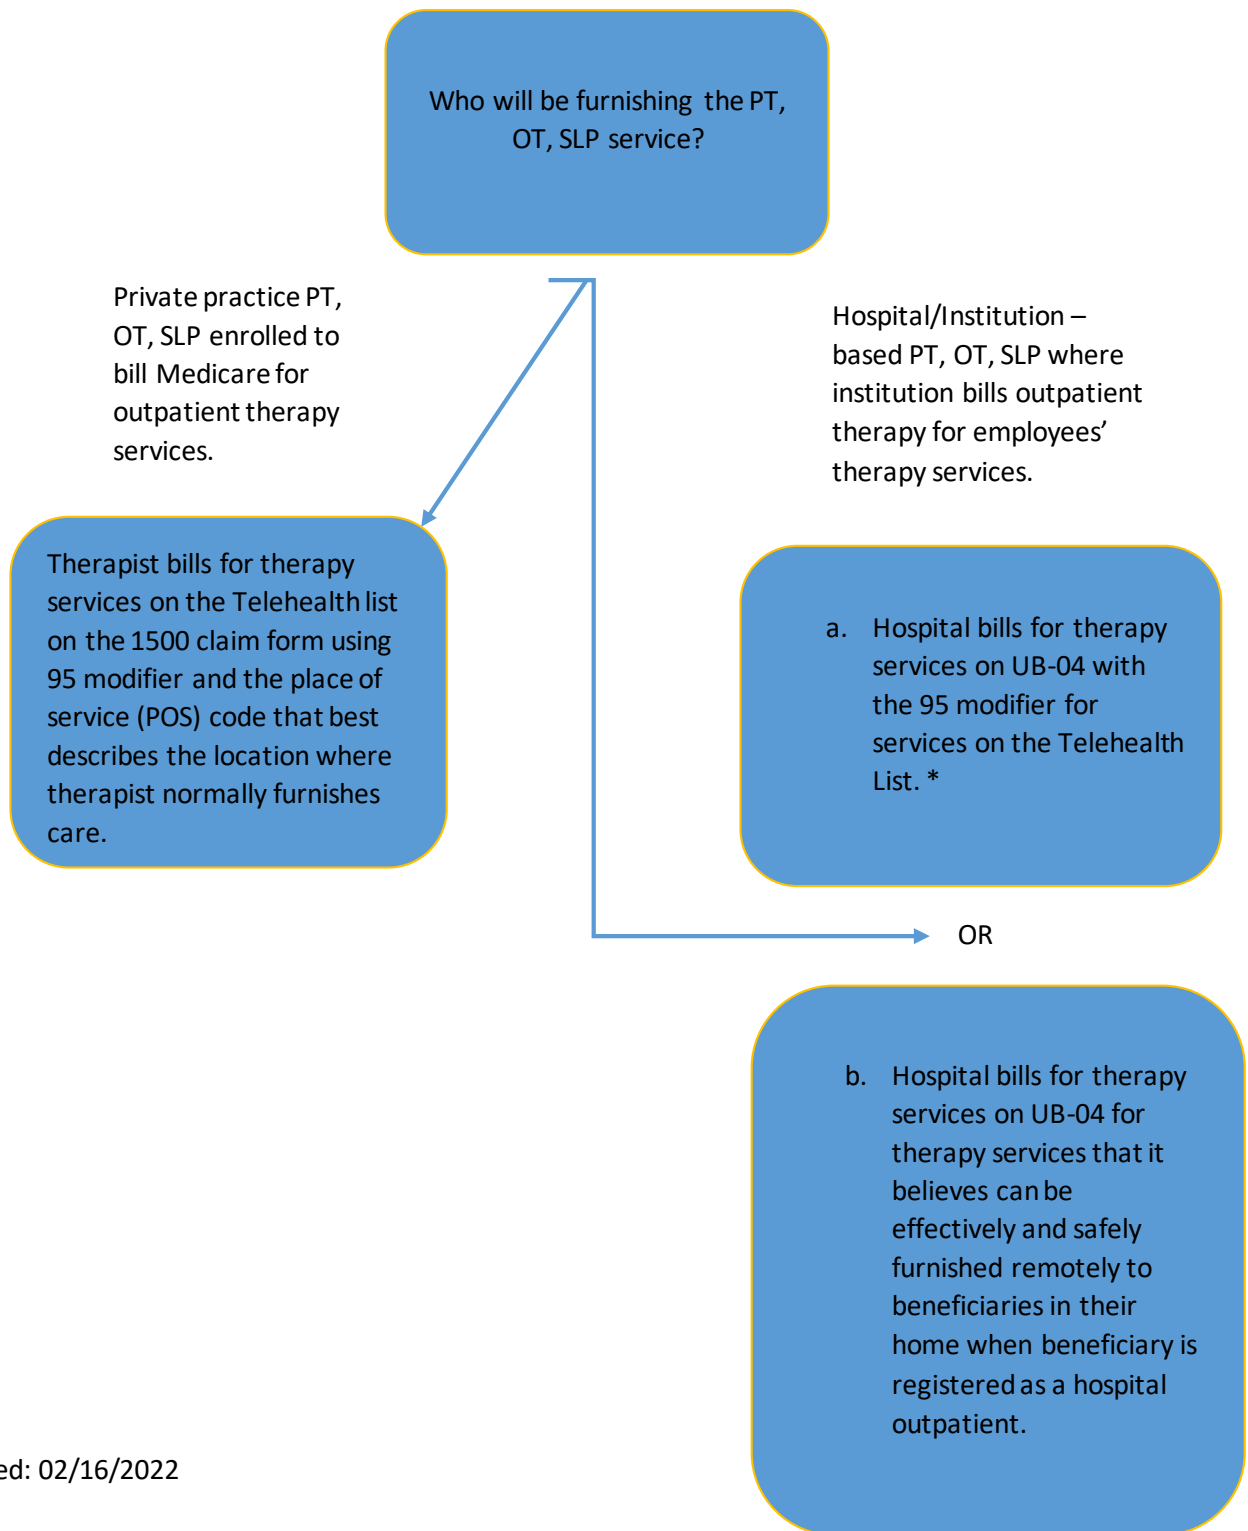 Who will be furnishing the PT,
OT, SLP service?
Private practice PT,
OT, SLP enrolled to
bill Medicare for
outpatient therapy
services.
Hospital/Institution –
based PT, OT, SLP where
institution bills outpatient
therapy for employees’
therapy services.
Therapist bills for therapy
services on the Telehealth list
on the 1500 claim form using
95 modifier and the place of
service (POS) code that best
describes the location where
therapist normally furnishes
care.
a. Hospital bills for therapy
services on UB-04 with
the 95 modifier for
services on the Telehealth
List. *
OR
b. Hospital bills for therapy
services on UB-04 for
therapy services that it
believes can be
effectively and safely
furnished remotely to
beneficiaries in their
home when beneficiary is
registered as a hospital
outpatient.
ed: 02/16/2022